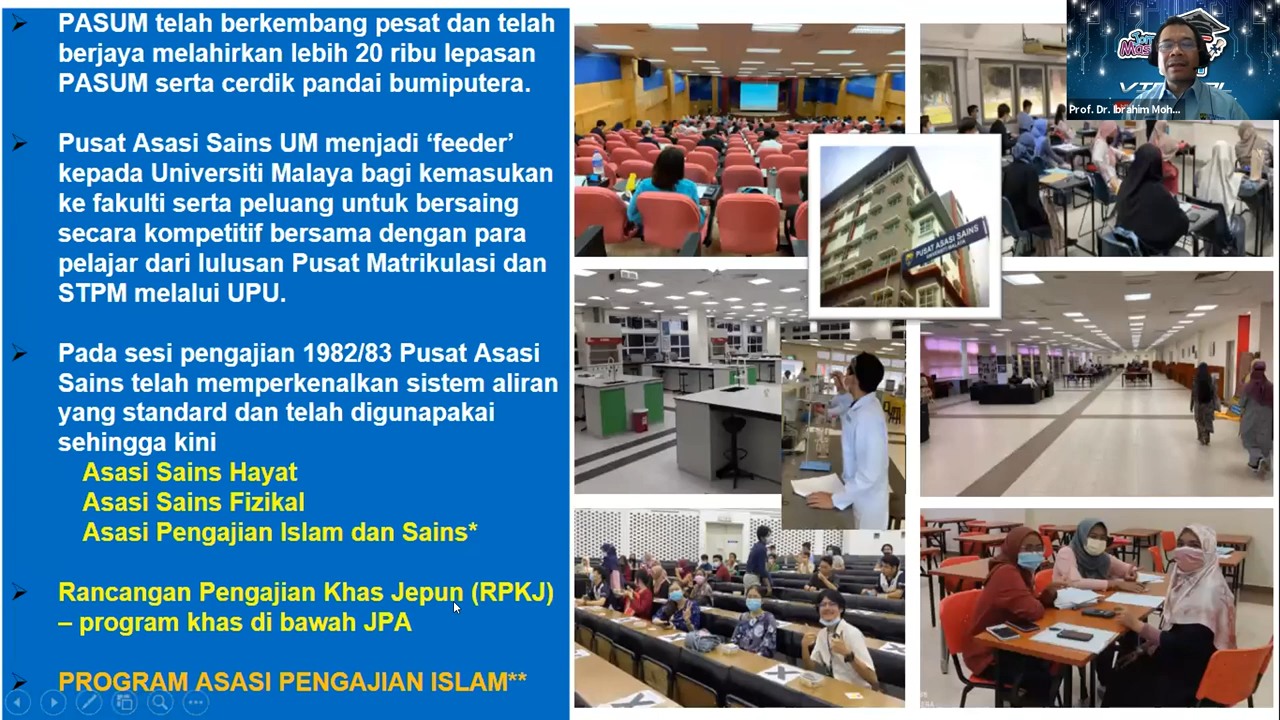 PASUM telah berkembang pesat dan telah
berjaya melahirkan lebih 20 ribu lepasan
PASUM serta cerdik pandai bumiputera.
Pusat Asasi Sains UM menjadi ‘feeder’
kepada Universiti Malaya bagi kemasukan
ke fakulti serta peluang untuk bersaing
secara kompetitif bersama dengan para
pelajar dari lulusan Pusat Matrikulasi dan
STPM melalui UPU.
Pada sesi pengajian 1982/83 Pusat Asasi
Sains telah memperkenalkan sistem aliran
yang standard dan telah digunapakai
sehingga kini
Asasi Sains Hayat
Asasi Sains Fizikal
Asasi Pengajian Islam dan Sains*
Rancangan Pengajian Khas Jepun (RPKJ)
– program khas di bawah JPA
PROGRAM ASASI PENGAJIAN ISLAM**
PUSAT ASASI SAINS
UNIVERSITI MALAYA
Prof. Dr. Ibrahim Moh...